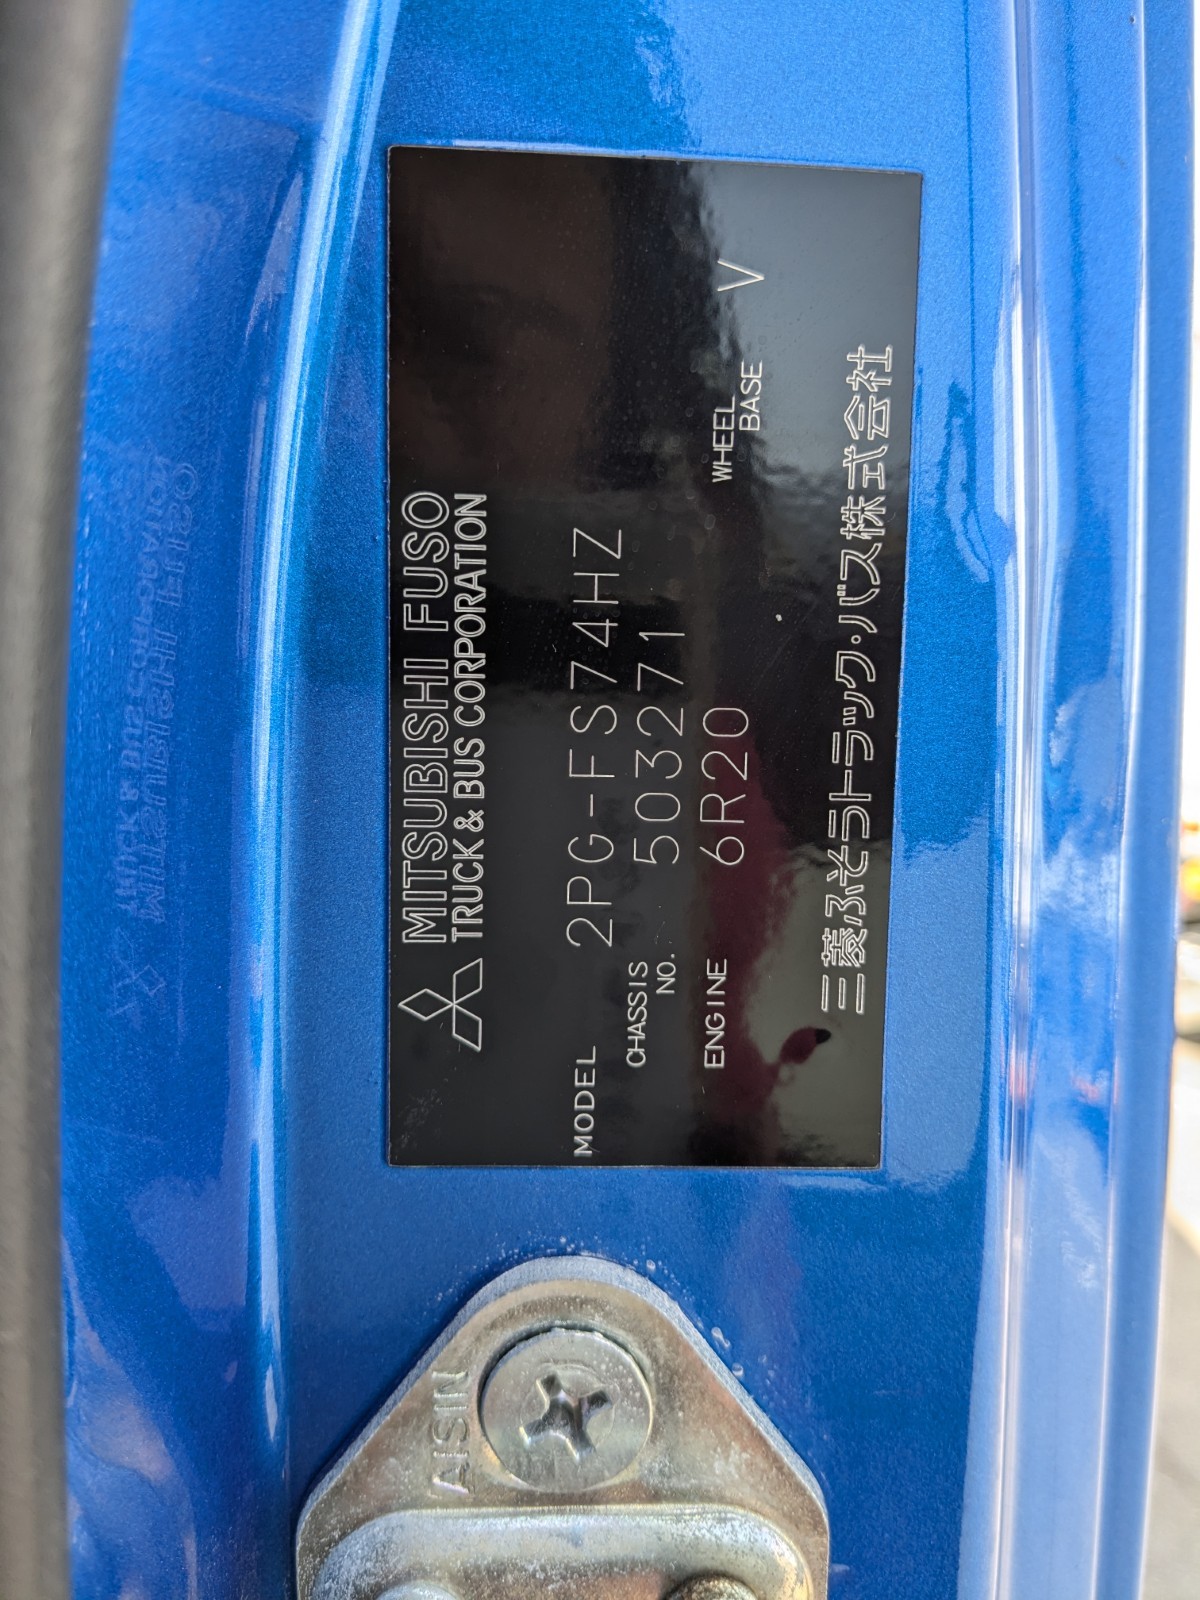 MITSUBISHI FUSO
TRUCK & BUS CORPORATION
MODEL 2PG-FS74HZ
CHASSIS NO. 503271
ENGINE 6R20 WHEEL BASE V
三菱ふそうトラック・バス株式会社
AISIN